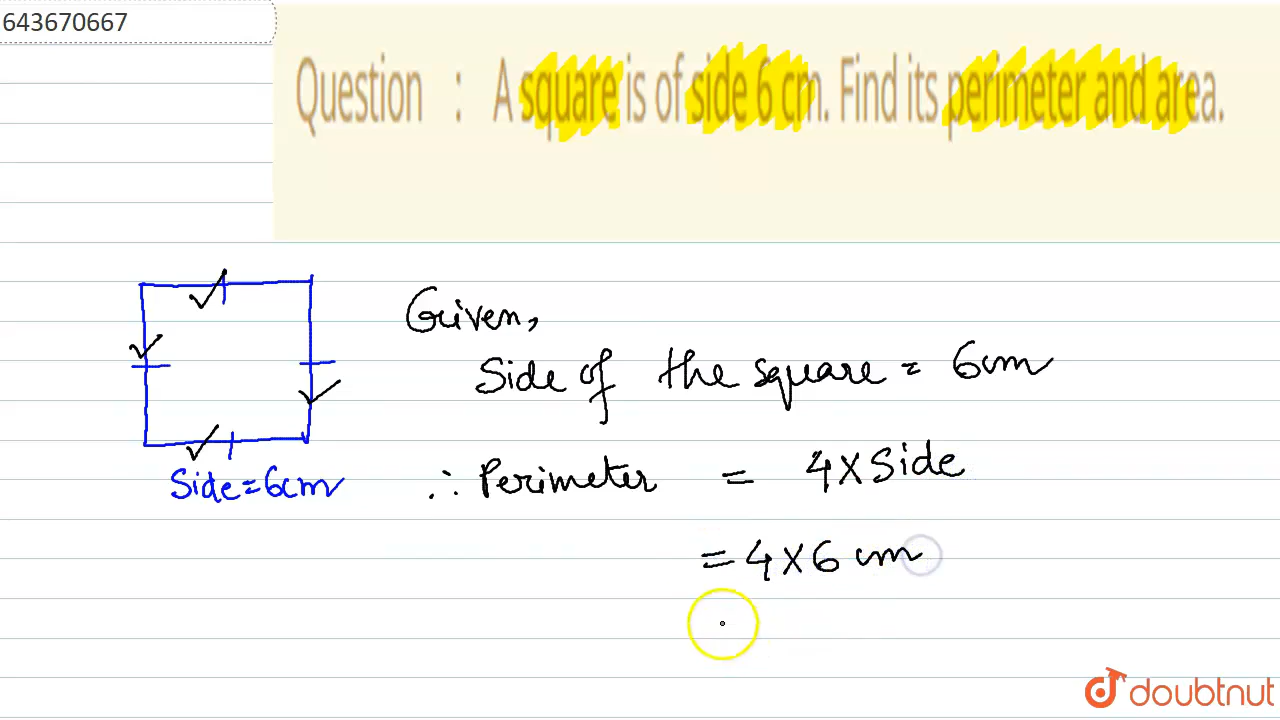 643670667
Question : A square is of side 6 cm. Find its perimeter and area.
Given,
Side of the square = 6cm
Side=6cm
∴ Perimeter = 4×Side
= 4×6 cm
doubtnut